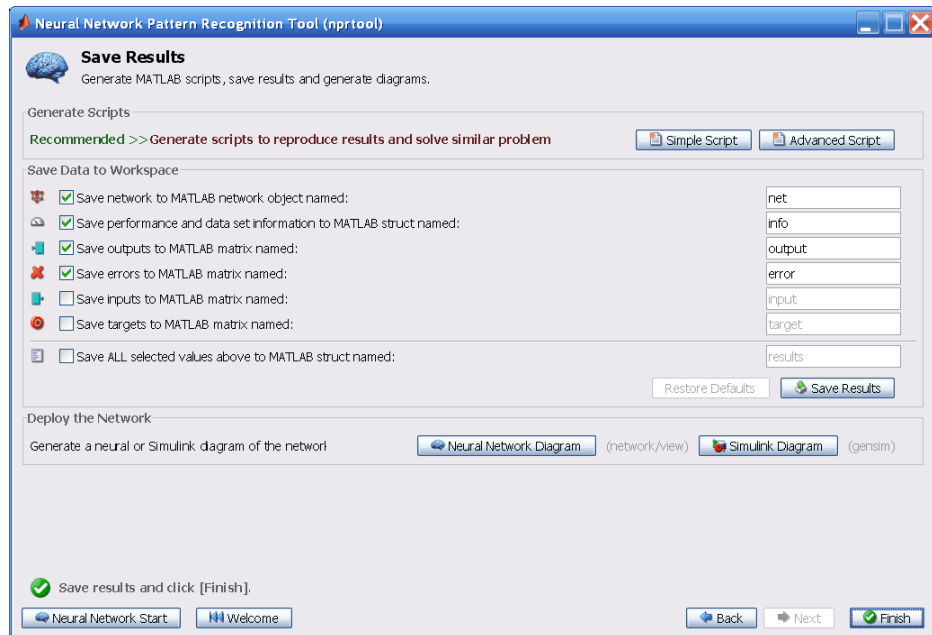 Neural Network Pattern Recognition Tool (nprtool)
Save Results
Generate MATLAB scripts, save results and generate diagrams.
Generate Scripts
Recommended >> Generate scripts to reproduce results and solve similar problem
Simple Script
Advanced Script
Save Data to Workspace
Save network to MATLAB network object named: net
Save performance and data set information to MATLAB struct named: info
Save outputs to MATLAB matrix named: output
Save errors to MATLAB matrix named: error
Save inputs to MATLAB matrix named: input
Save targets to MATLAB matrix named: target
Save ALL selected values above to MATLAB struct named: results
Restore Defaults
Save Results
Deploy the Network
Generate a neural or Simulink diagram of the network
Neural Network Diagram
(network/view)
Simulink Diagram
(gensim)
Save results and click [Finish].
Neural Network Start
Welcome
Back
Next
Finish